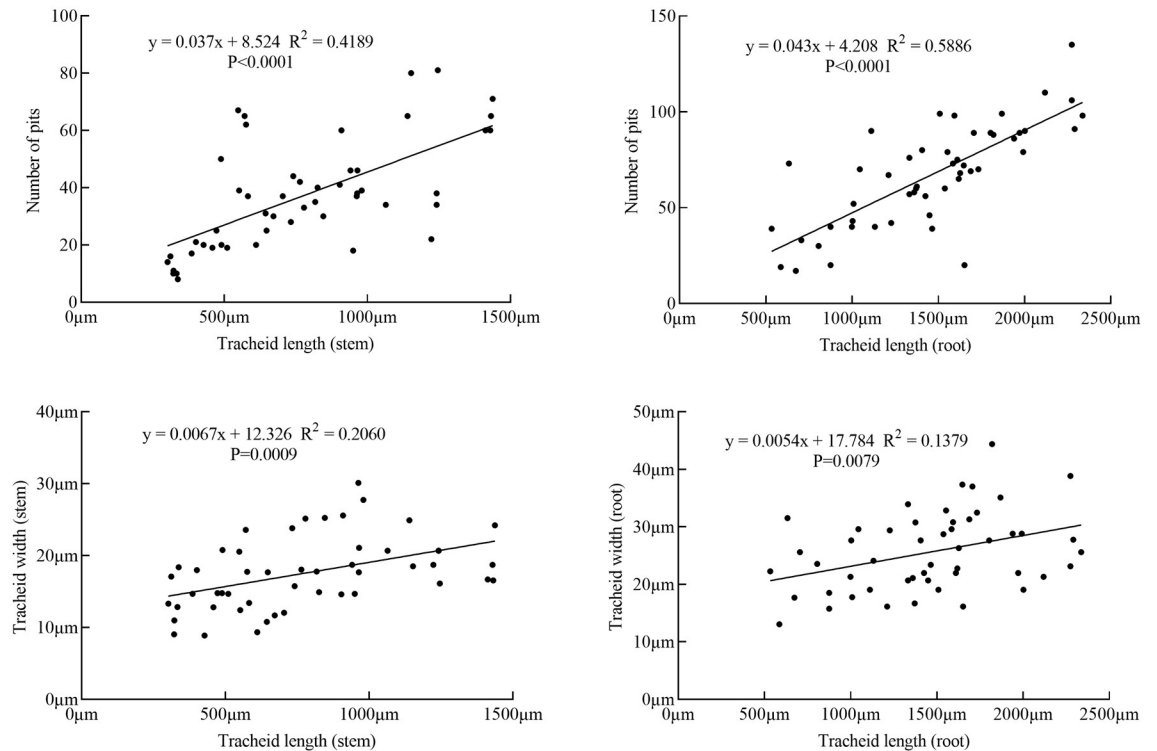 100
80
60
40
20
0
Number of pits
y = 0.037x + 8.524 R² = 0.4189
P<0.0001
0μm 500μm 1000μm 1500μm
Tracheid length (stem)
150
100
50
0
Number of pits
y = 0.043x + 4.208 R² = 0.5886
P<0.0001
0μm 500μm 1000μm 1500μm 2000μm 2500μm
Tracheid length (root)
40μm
30μm
20μm
10μm
0μm
Tracheid width (stem)
y = 0.0067x + 12.326 R² = 0.2060
P=0.0009
0μm 500μm 1000μm 1500μm
Tracheid length (stem)
50μm
40μm
30μm
20μm
10μm
0μm
Tracheid width (root)
y = 0.0054x + 17.784 R² = 0.1379
P=0.0079
0μm 500μm 1000μm 1500μm 2000μm 2500μm
Tracheid length (root)